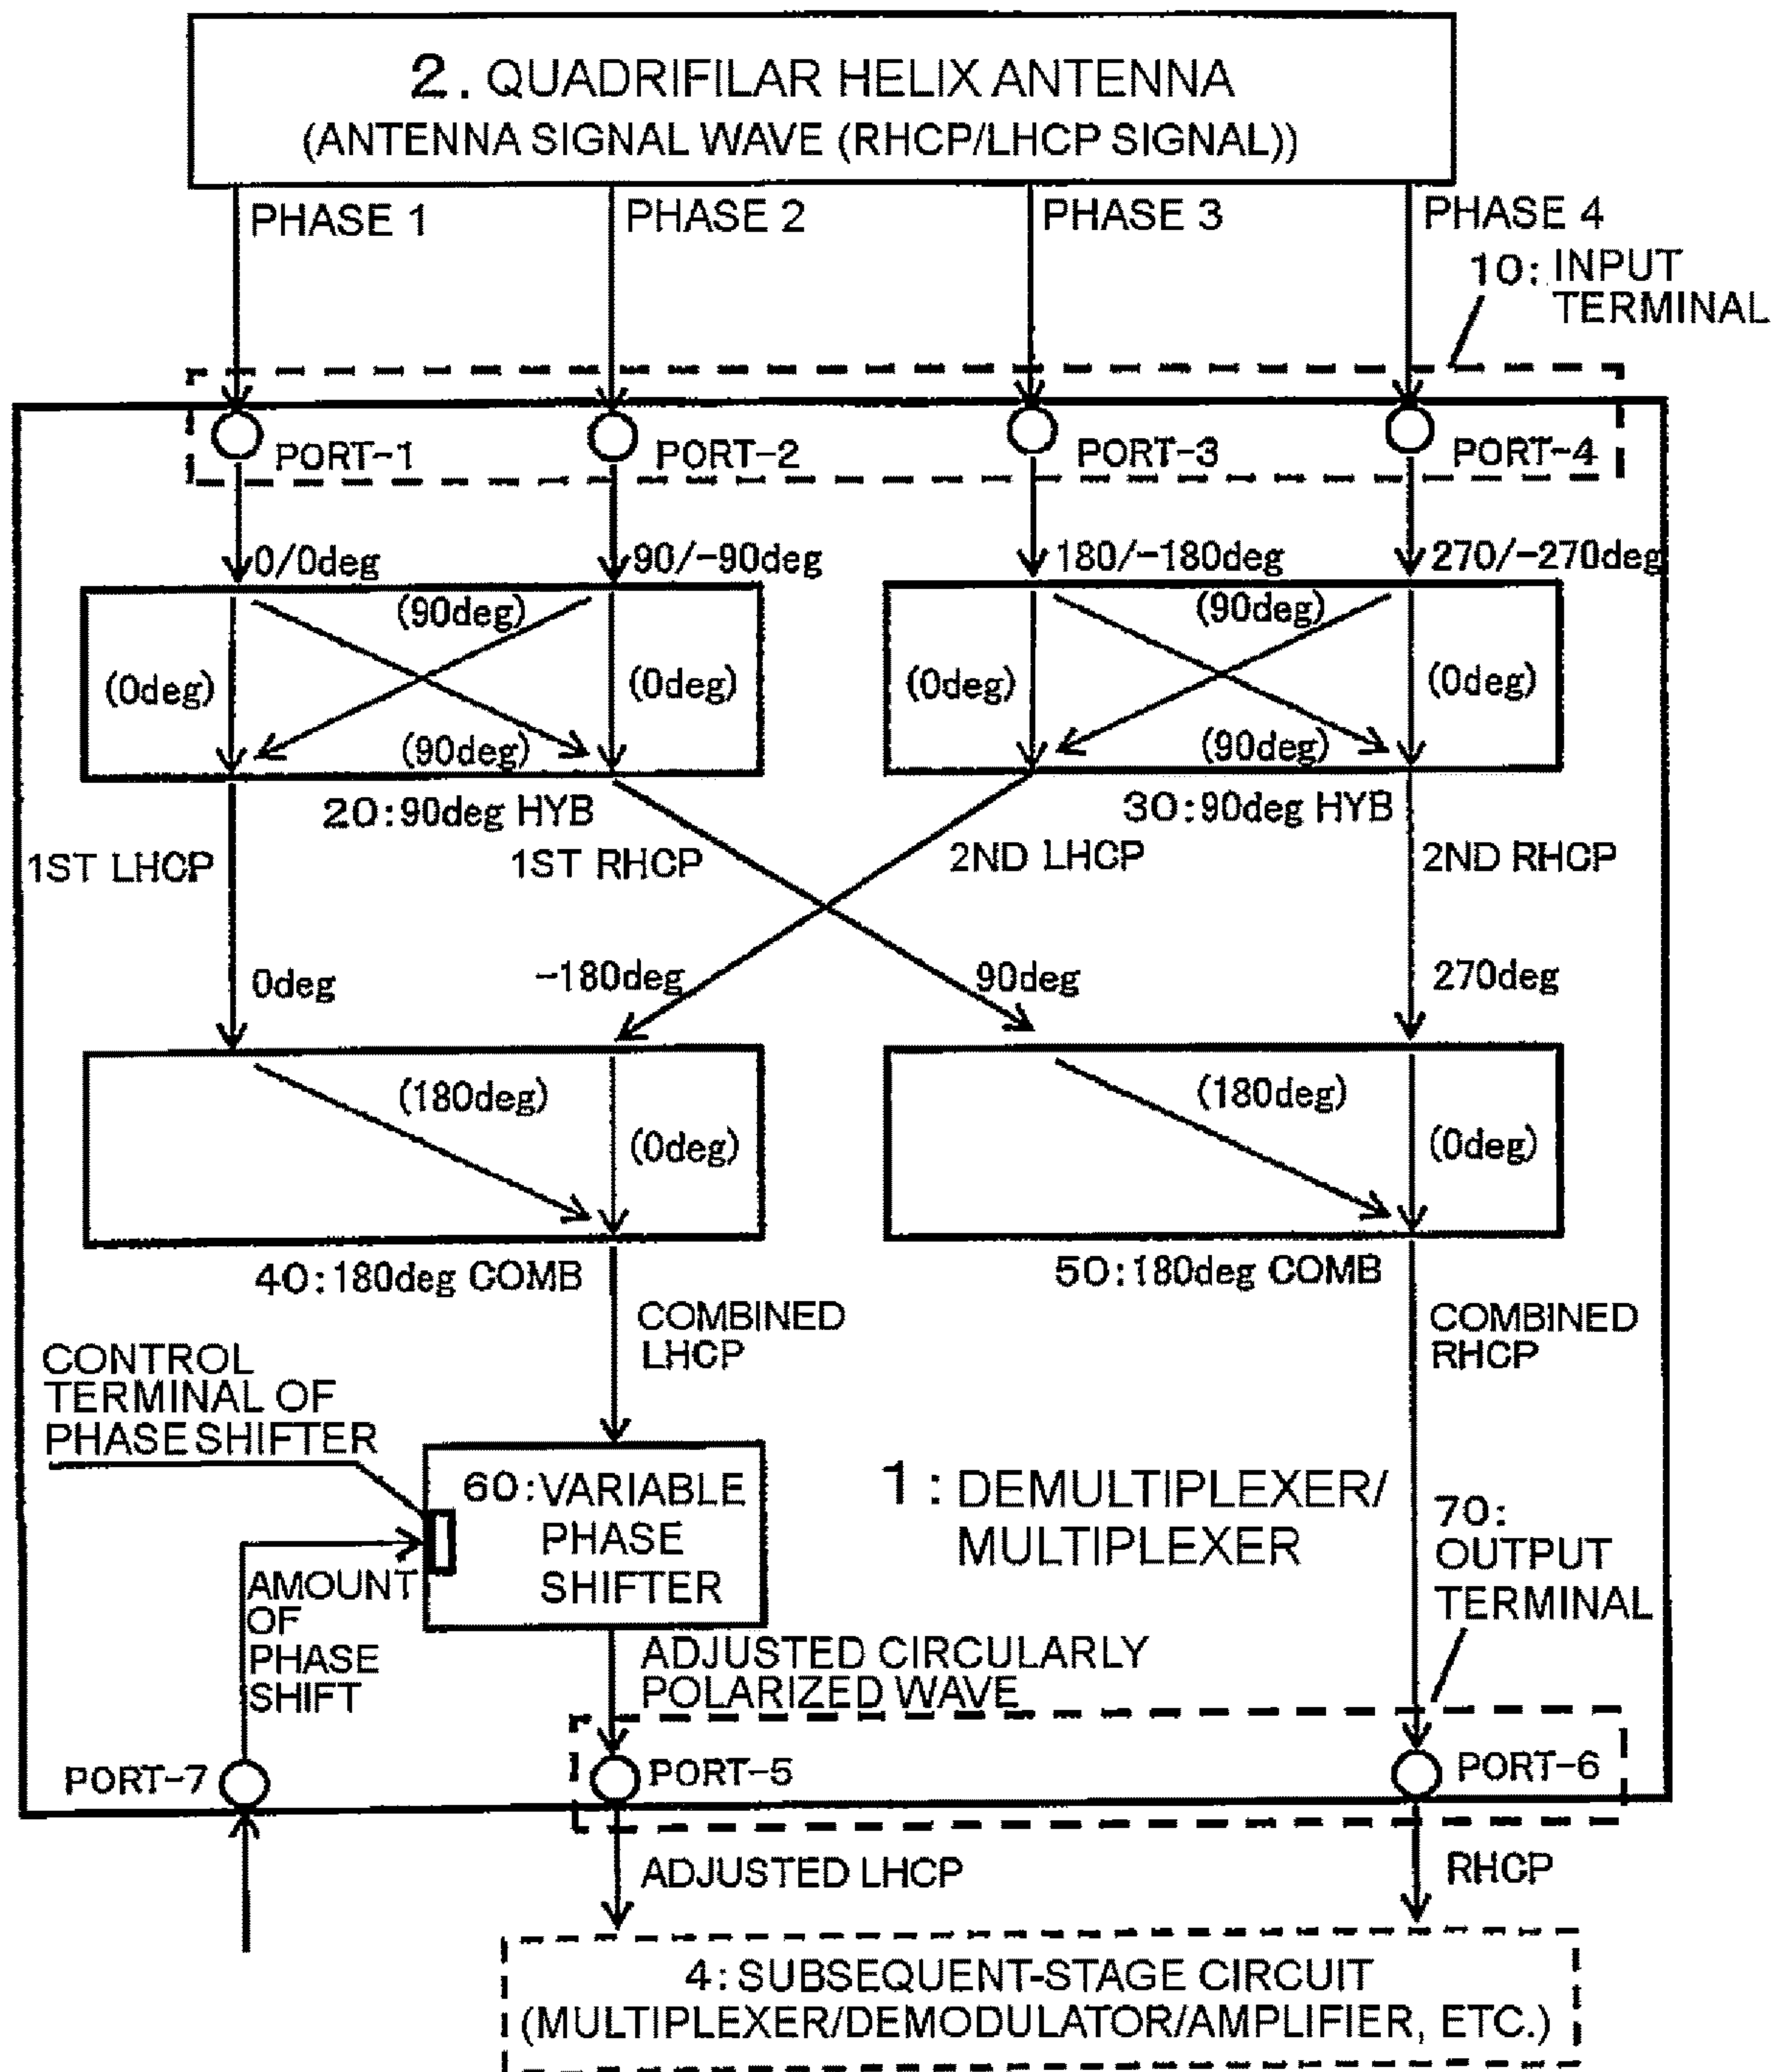 2. QUADRIFILAR HELIX ANTENNA
(ANTENNA SIGNAL WAVE (RHCP/LHCP SIGNAL))
PHASE 1
PHASE 2
PHASE 3
PHASE 4
10: INPUT
TERMINAL
PORT-1
PORT-2
PORT-3
PORT-4
0/0deg
90/-90deg
180/-180deg
270/-270deg
(90deg)
(90deg)
(0deg)
(0deg)
(0deg)
(0deg)
(90deg)
(90deg)
20:90deg HYB
30:90deg HYB
1ST LHCP
1ST RHCP
2ND LHCP
2ND RHCP
0deg
-180deg
90deg
270deg
(180deg)
(0deg)
(180deg)
(0deg)
40:180deg COMB
50:180deg COMB
COMBINED
LHCP
COMBINED
RHCP
CONTROL
TERMINAL OF
PHASE SHIFTER
60:VARIABLE
PHASE
SHIFTER
1: DEMULTIPLEXER/
MULTIPLEXER
70:
OUTPUT
TERMINAL
AMOUNT
OF
PHASE
SHIFT
ADJUSTED CIRCULARLY
POLARIZED WAVE
PORT-7
PORT-5
PORT-6
ADJUSTED LHCP
RHCP
4:SUBSEQUENT-STAGE CIRCUIT
(MULTIPLEXER/DEMODULATOR/AMPLIFIER, ETC.)